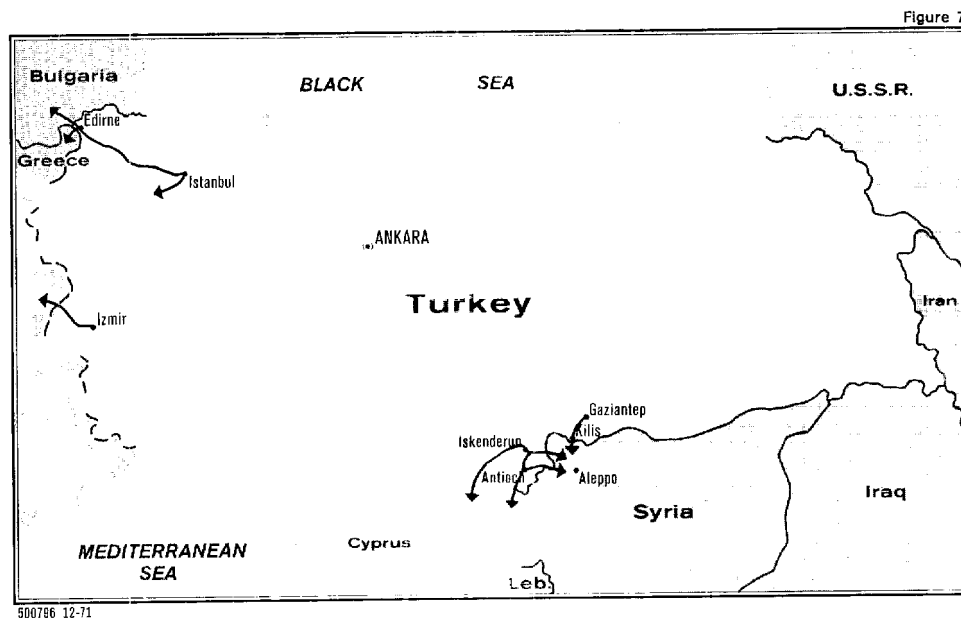 Figure 7
Bulgaria
BLACK SEA
U.S.S.R.
Edirne
Greece
Istanbul
ANKARA
Turkey
Iran
Izmir
Gaziantep
Kilis
Iskenderun
Antioch
Aleppo
Syria
Iraq
Cyprus
MEDITERRANEAN
SEA
Leb.
500796 12-71